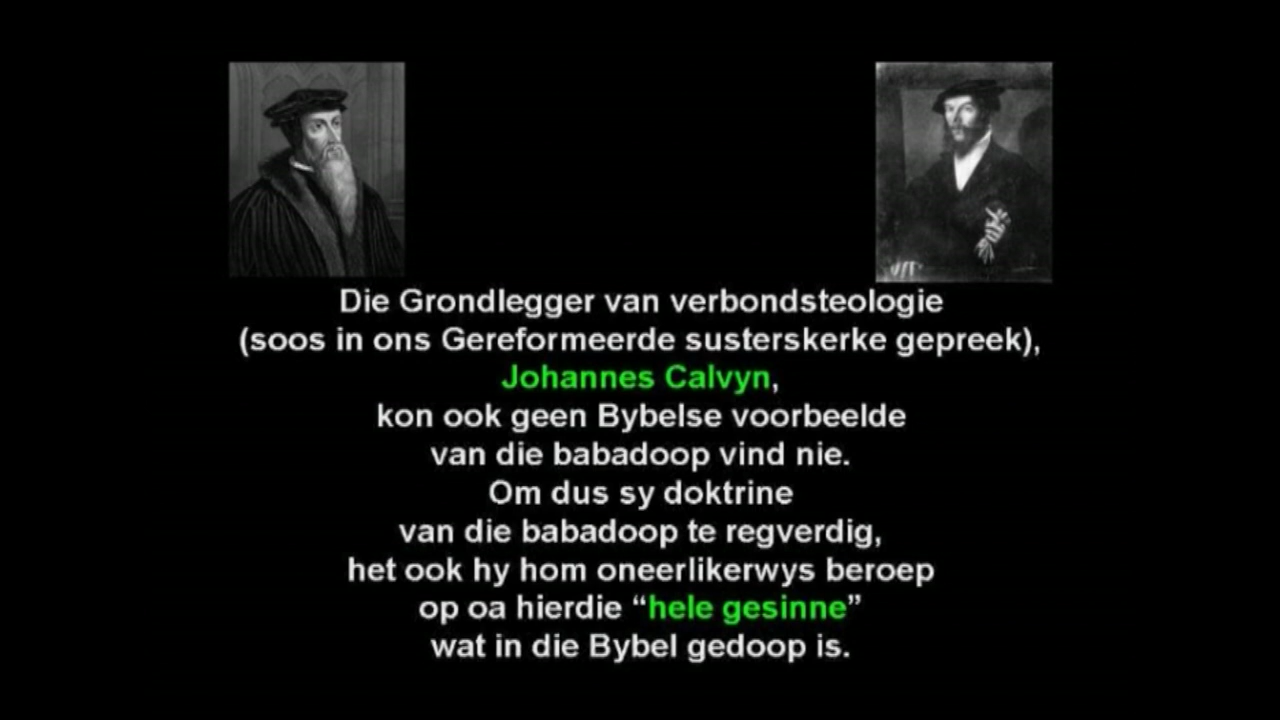 Die Grondlegger van verbondsteologie
(soos in ons Gereformeerde susterskerke gepreek),
Johannes Calvyn,
kon ook geen Bybelse voorbeelde
van die babadoop vind nie.
Om dus sy doktrine
van die babadoop te regverdig,
het ook hy hom oneerlikerwys beroep
op oa hierdie “hele gesinne”
wat in die Bybel gedoop is.